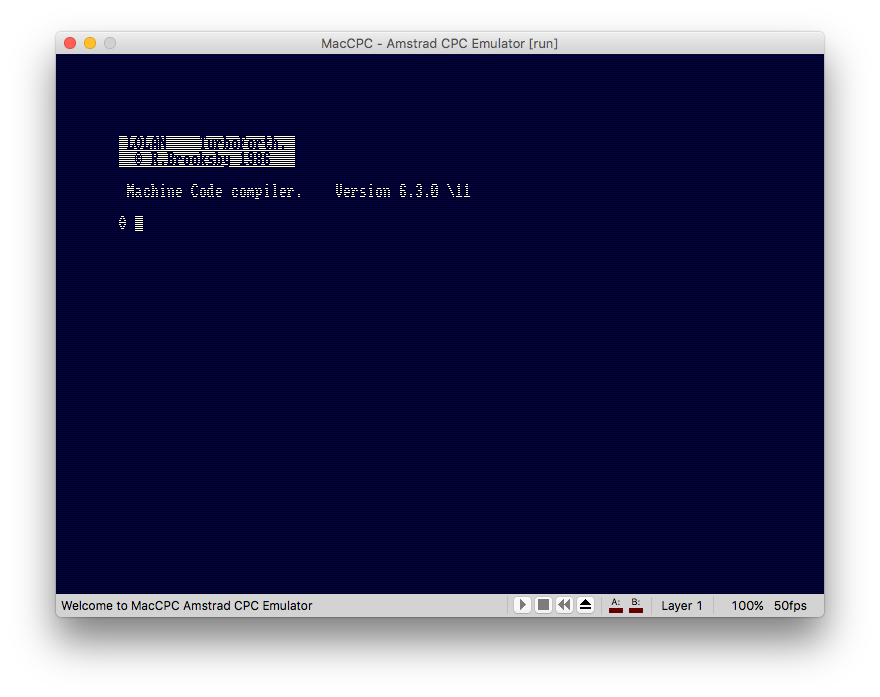 MacCPC - Amstrad CPC Emulator [run]
LOLAN TurboForth.
© R.Brooksby 1986
Machine Code compiler. Version 6.3.0 \11
0
Welcome to MacCPC Amstrad CPC Emulator
A: B: Layer 1 100% 50fps